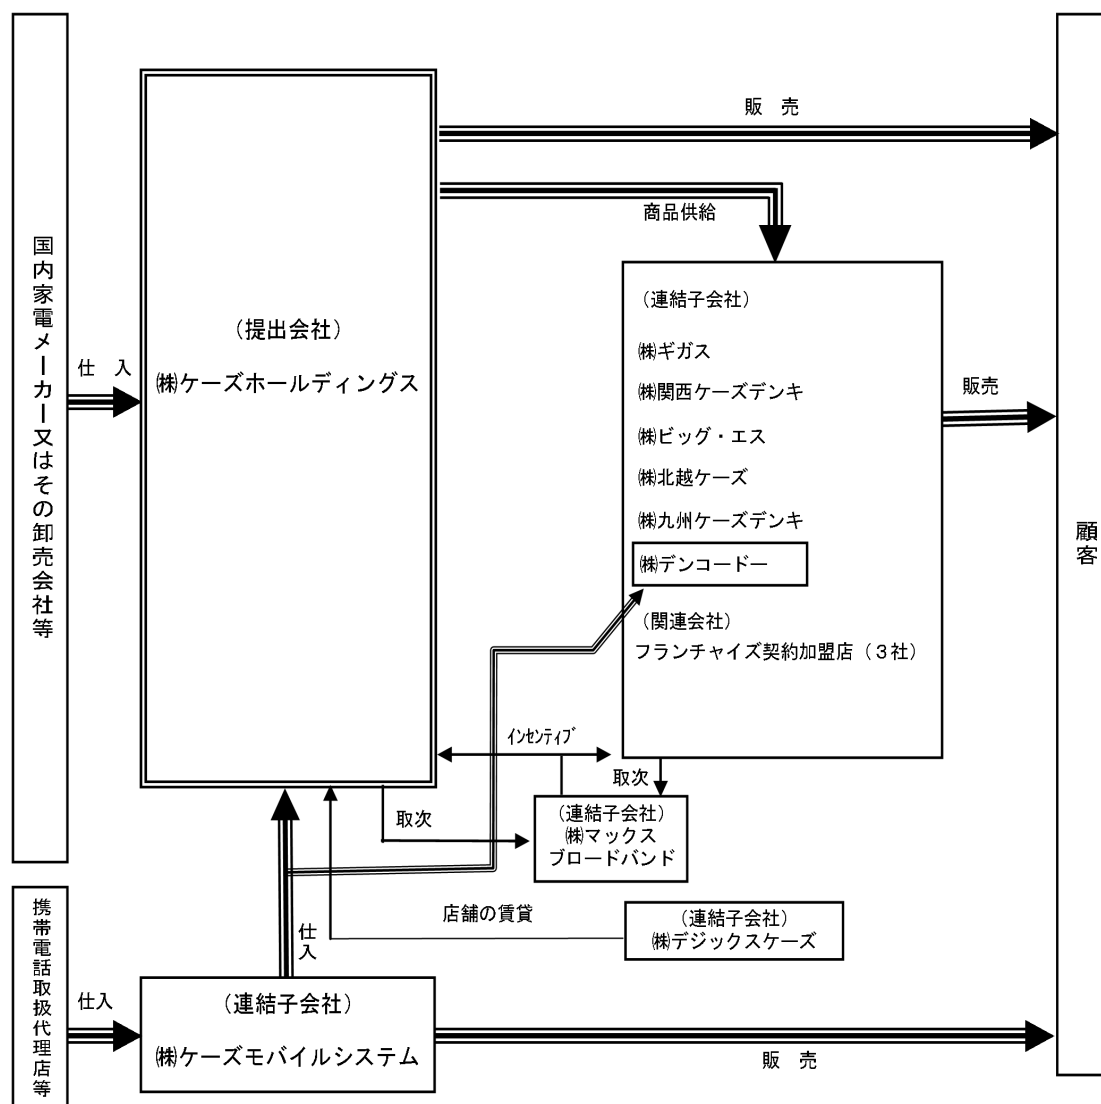 販　売
商品供給
国内家電メーカー又はその卸売会社等
仕　入
（提出会社）
㈱ケーズホールディングス
（連結子会社）
㈱ギガス
㈱関西ケーズデンキ
㈱ビッグ・エス
㈱北越ケーズ
㈱九州ケーズデンキ
㈱デンコードー
（関連会社）
フランチャイズ契約加盟店（３社）
販売
顧客
ｲﾝｾﾝﾃｨﾌﾞ
取次
取次
（連結子会社）
㈱マックス
ブロードバンド
店舗の賃貸
（連結子会社）
㈱デジックスケーズ
仕入
携帯電話取扱代理店等
仕入
（連結子会社）
㈱ケーズモバイルシステム
販　売